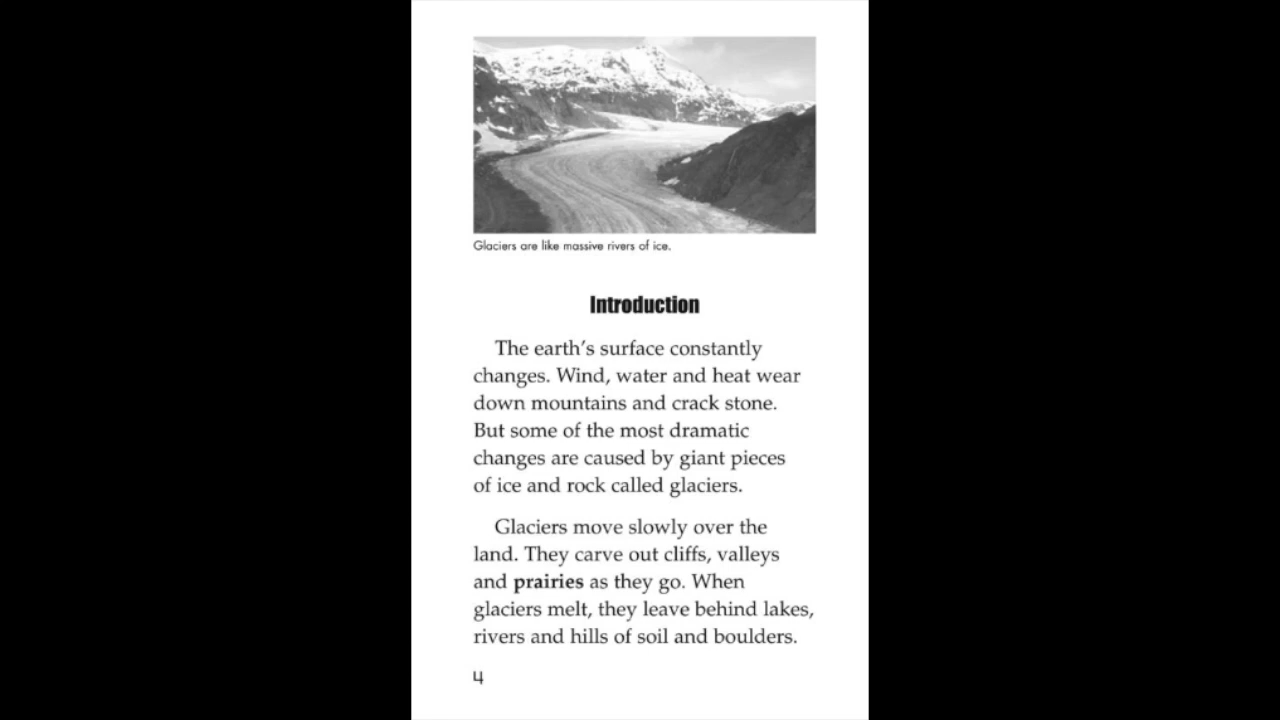 Glaciers are like massive rivers of ice.
Introduction
The earth's surface constantly
changes. Wind, water and heat wear
down mountains and crack stone.
But some of the most dramatic
changes are caused by giant pieces
of ice and rock called glaciers.
Glaciers move slowly over the
land. They carve out cliffs, valleys
and prairies as they go. When
glaciers melt, they leave behind lakes,
rivers and hills of soil and boulders.
4